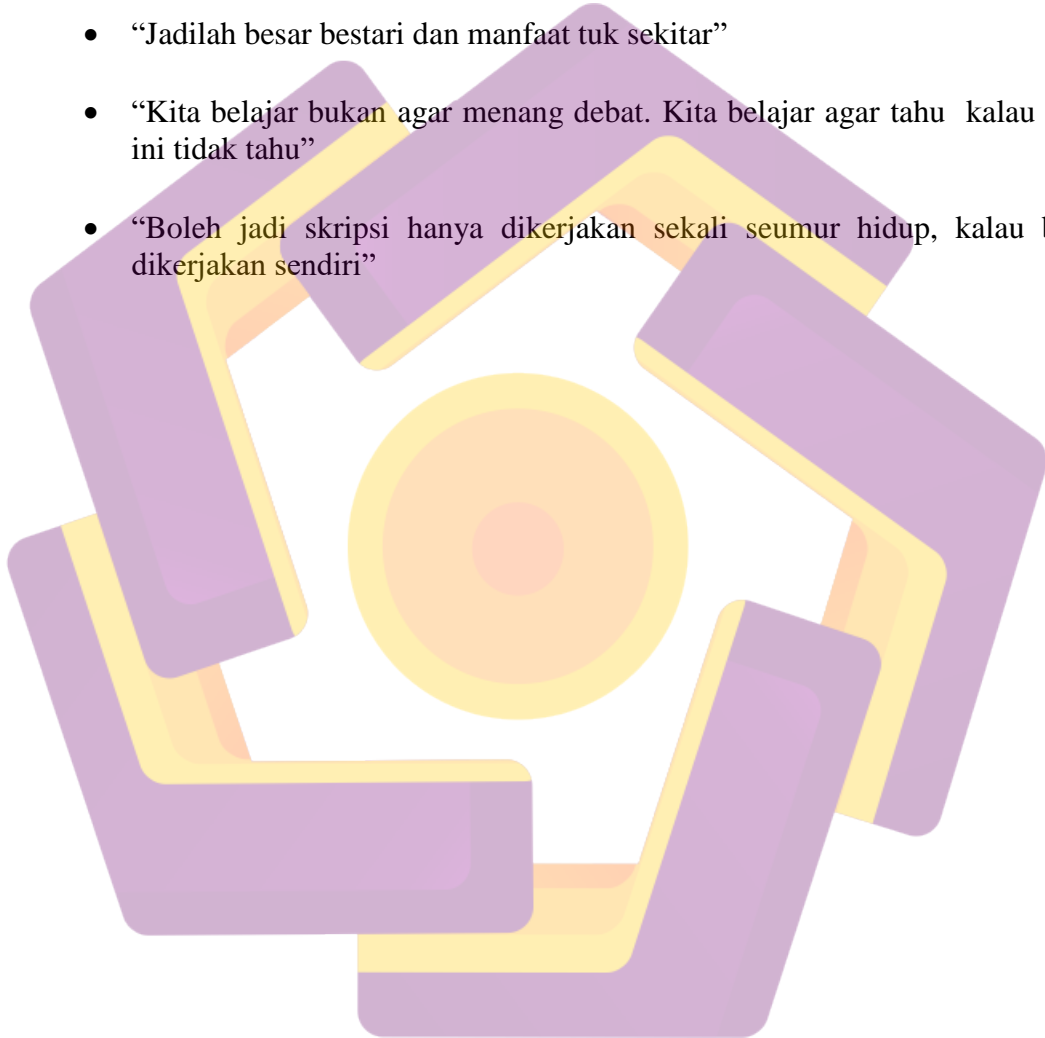 “Jadilah besar bestari dan manfaat tuk sekitar”
“Kita belajar bukan agar menang debat. Kita belajar agar tahu kalau
ini tidak tahu”
“Boleh jadi skripsi hanya dikerjakan sekali seumur hidup, kalau
dikerjakan sendiri”